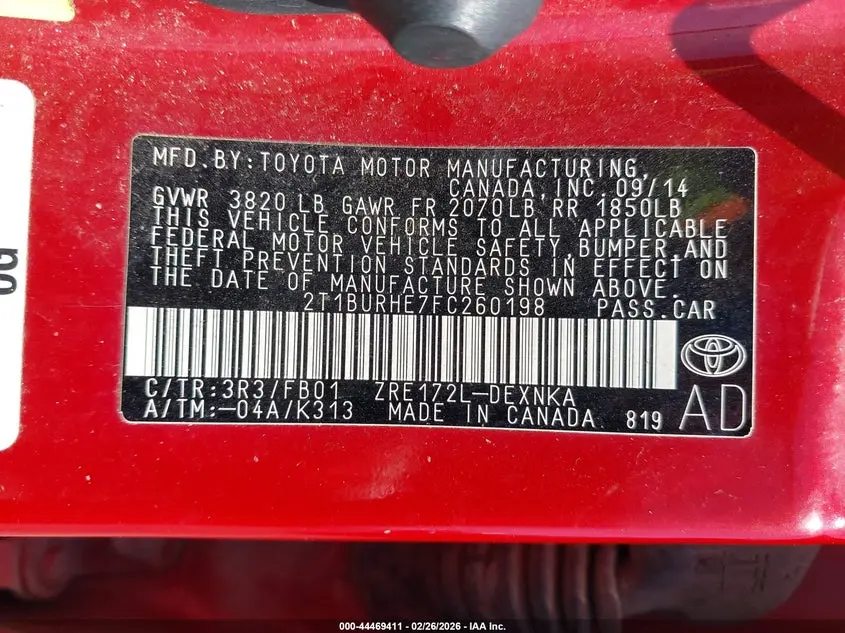 MFD.BY:TOYOTA MOTOR MANUFACTURING,
CANADA,INC.09/14
GVWR 3820LB GAWR FR 2070LB RR 1850LB
THIS VEHICLE CONFORMS TO ALL APPLICABLE
FEDERAL MOTOR VEHICLE SAFETY,BUMPER,AND
THEFT PREVENTION STANDARDS IN EFFECT ON
THE DATE OF MANUFACTURE SHOWN ABOVE.
2T1BURHE7FC260198 PASS.CAR
C/TR:3R3/FB01 ZRE172L-DEXNKA
A/TM:-04A/K313 MADE IN CANADA 819 AD
000-44469411 - 02/26/2026 - IAA Inc.